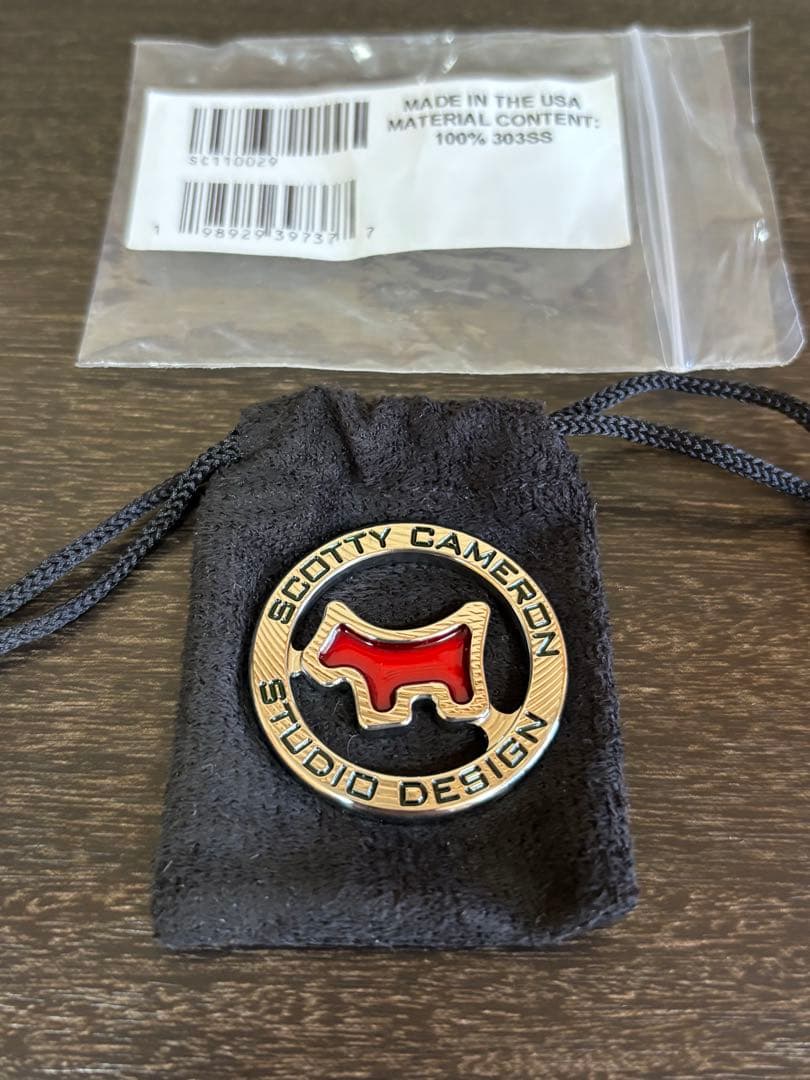 MADE IN THE USA
MATERIAL CONTENT:
100% 303SS
SC110029
1 98929 39737 7
SCOTTY CAMERON
STUDIO DESIGN